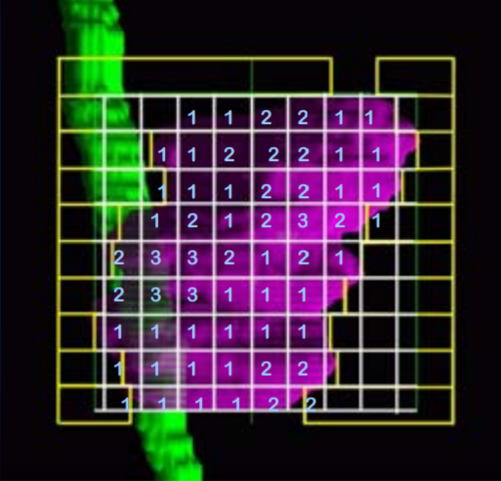 1 1 2 2 1 1
1 1 2 2 2 1 1
1 1 1 2 2 1 1
1 2 1 2 3 2 1
2 3 3 2 1 2 1
2 3 3 1 1 1
1 1 1 1 1 1
1 1 1 1 2 2
1 1 1 1 2 2